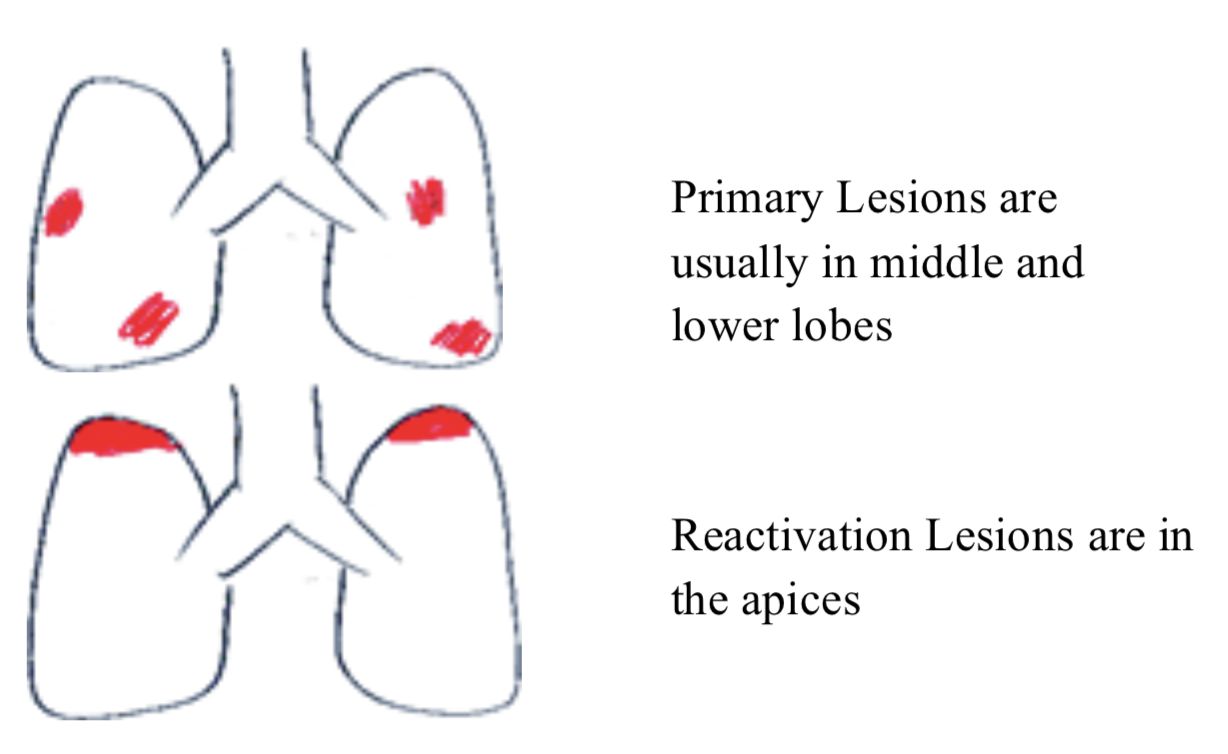 Primary Lesions are
usually in middle and
lower lobes
Reactivation Lesions are in
the apices